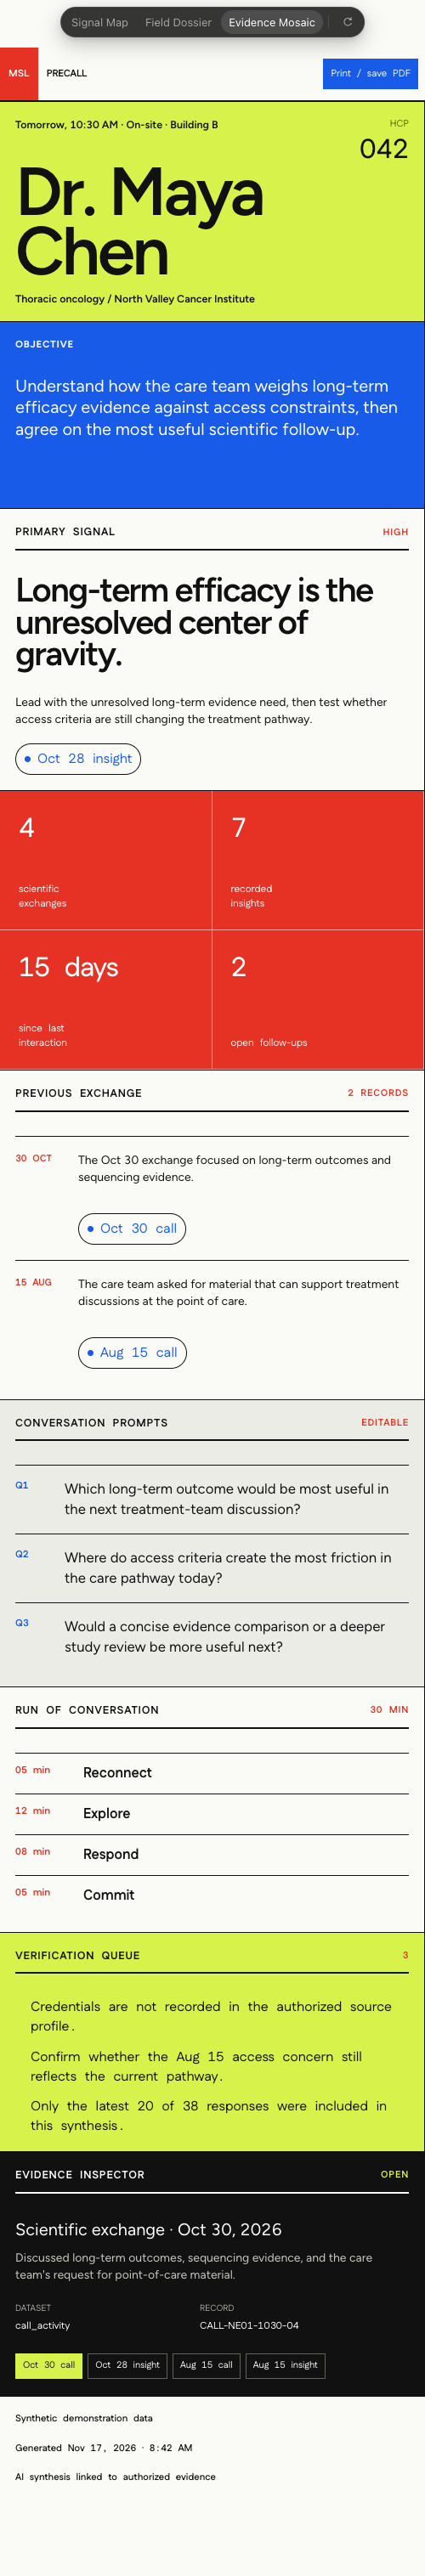 Signal Map Field Dossier Evidence Mosaic
MSL PRECALL Print / save PDF
Tomorrow, 10:30 AM · On-site · Building B
HCP
042
Dr. Maya
Chen
Thoracic oncology / North Valley Cancer Institute
OBJECTIVE
Understand how the care team weighs long-term
efficacy evidence against access constraints, then
agree on the most useful scientific follow-up.
PRIMARY SIGNAL HIGH
Long-term efficacy is the
unresolved center of
gravity.
Lead with the unresolved long-term evidence need, then test whether
access criteria are still changing the treatment pathway.
Oct 28 insight
4
scientific
exchanges
7
recorded
insights
15 days
since last
interaction
2
open follow-ups
PREVIOUS EXCHANGE 2 RECORDS
30 OCT
The Oct 30 exchange focused on long-term outcomes and
sequencing evidence.
Oct 30 call
15 AUG
The care team asked for material that can support treatment
discussions at the point of care.
Aug 15 call
CONVERSATION PROMPTS EDITABLE
Q1
Which long-term outcome would be most useful in
the next treatment-team discussion?
Q2
Where do access criteria create the most friction in
the care pathway today?
Q3
Would a concise evidence comparison or a deeper
study review be more useful next?
RUN OF CONVERSATION 30 MIN
05 min Reconnect
12 min Explore
08 min Respond
05 min Commit
VERIFICATION QUEUE 3
Credentials are not recorded in the authorized source
profile.
Confirm whether the Aug 15 access concern still
reflects the current pathway.
Only the latest 20 of 38 responses were included in
this synthesis.
EVIDENCE INSPECTOR OPEN
Scientific exchange · Oct 30, 2026
Discussed long-term outcomes, sequencing evidence, and the care
team's request for point-of-care material.
DATASET RECORD
call_activity CALL-NE01-1030-04
Oct 30 call Oct 28 insight Aug 15 call Aug 15 insight
Synthetic demonstration data
Generated Nov 17, 2026 · 8:42 AM
AI synthesis linked to authorized evidence